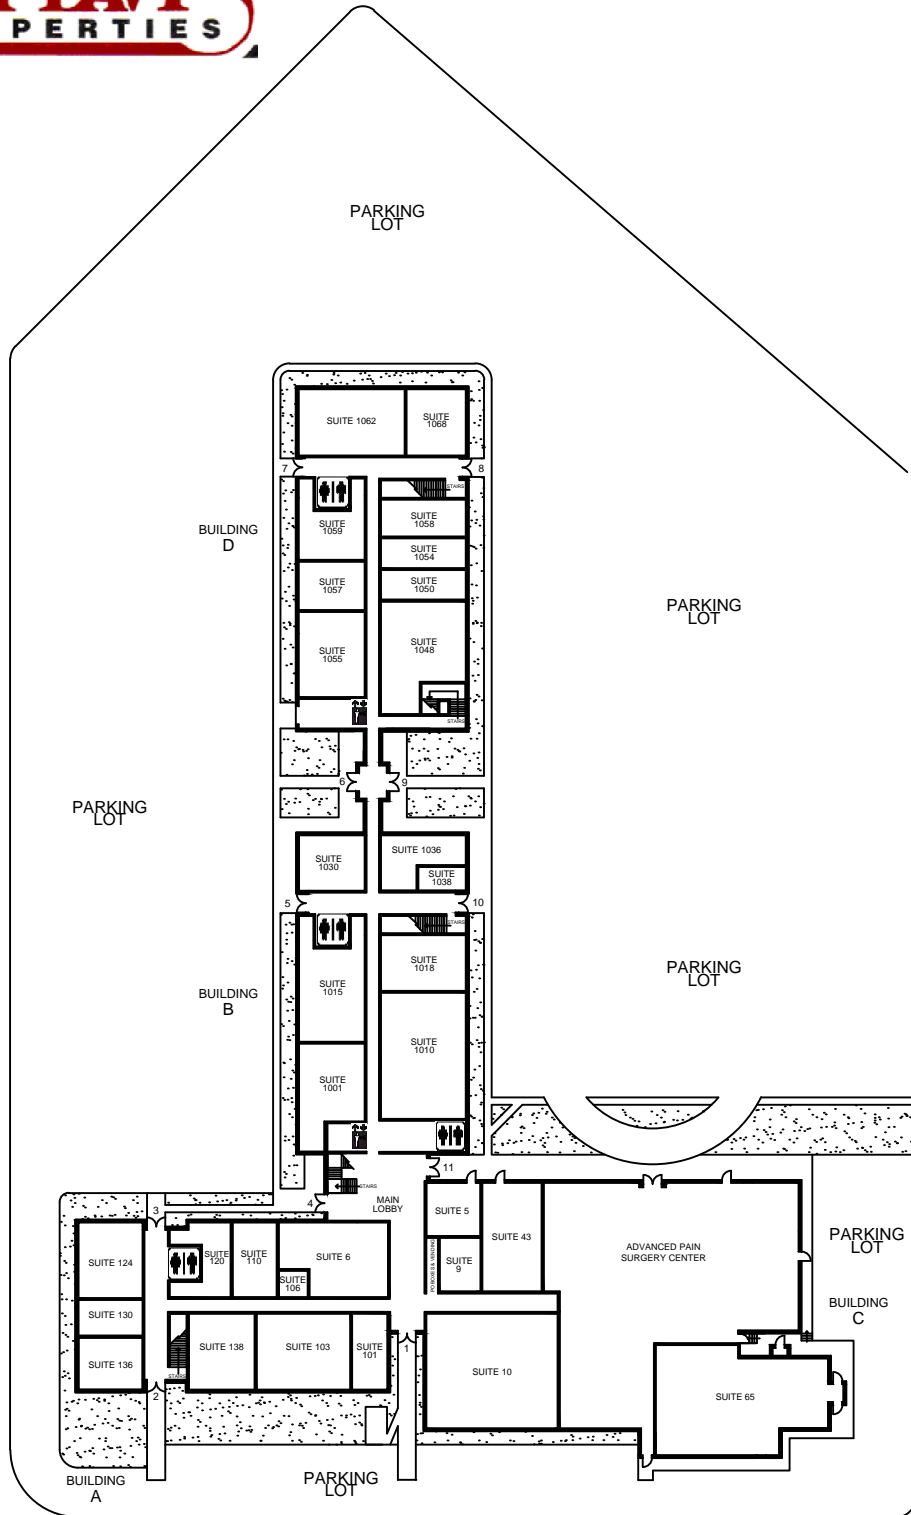 PERTIES
PARKING
LOT
SUITE 1062
SUITE
1068
7
8
STAIRS
SUITE
1059
SUITE
1058
BUILDING
D
SUITE
1054
SUITE
1057
SUITE
1050
PARKING
LOT
SUITE
1055
SUITE
1048
STAIRS
6
9
PARKING
LOT
SUITE
1030
SUITE 1036
SUITE
1038
5
10
STAIRS
SUITE
1015
SUITE
1018
PARKING
LOT
BUILDING
B
SUITE
1010
SUITE
1001
11
STAIRS
4
MAIN
LOBBY
3
SUITE 5
SUITE 43
ADVANCED PAIN
SURGERY CENTER
PARKING
LOT
SUITE 124
SUITE
120
SUITE
110
SUITE 6
SUITE
106
PO BOXES & VENDING
SUITE
9
BUILDING
C
SUITE 130
SUITE 136
STAIRS
SUITE 138
SUITE 103
SUITE
101
1
SUITE 10
SUITE 65
2
BUILDING
A
PARKING
LOT